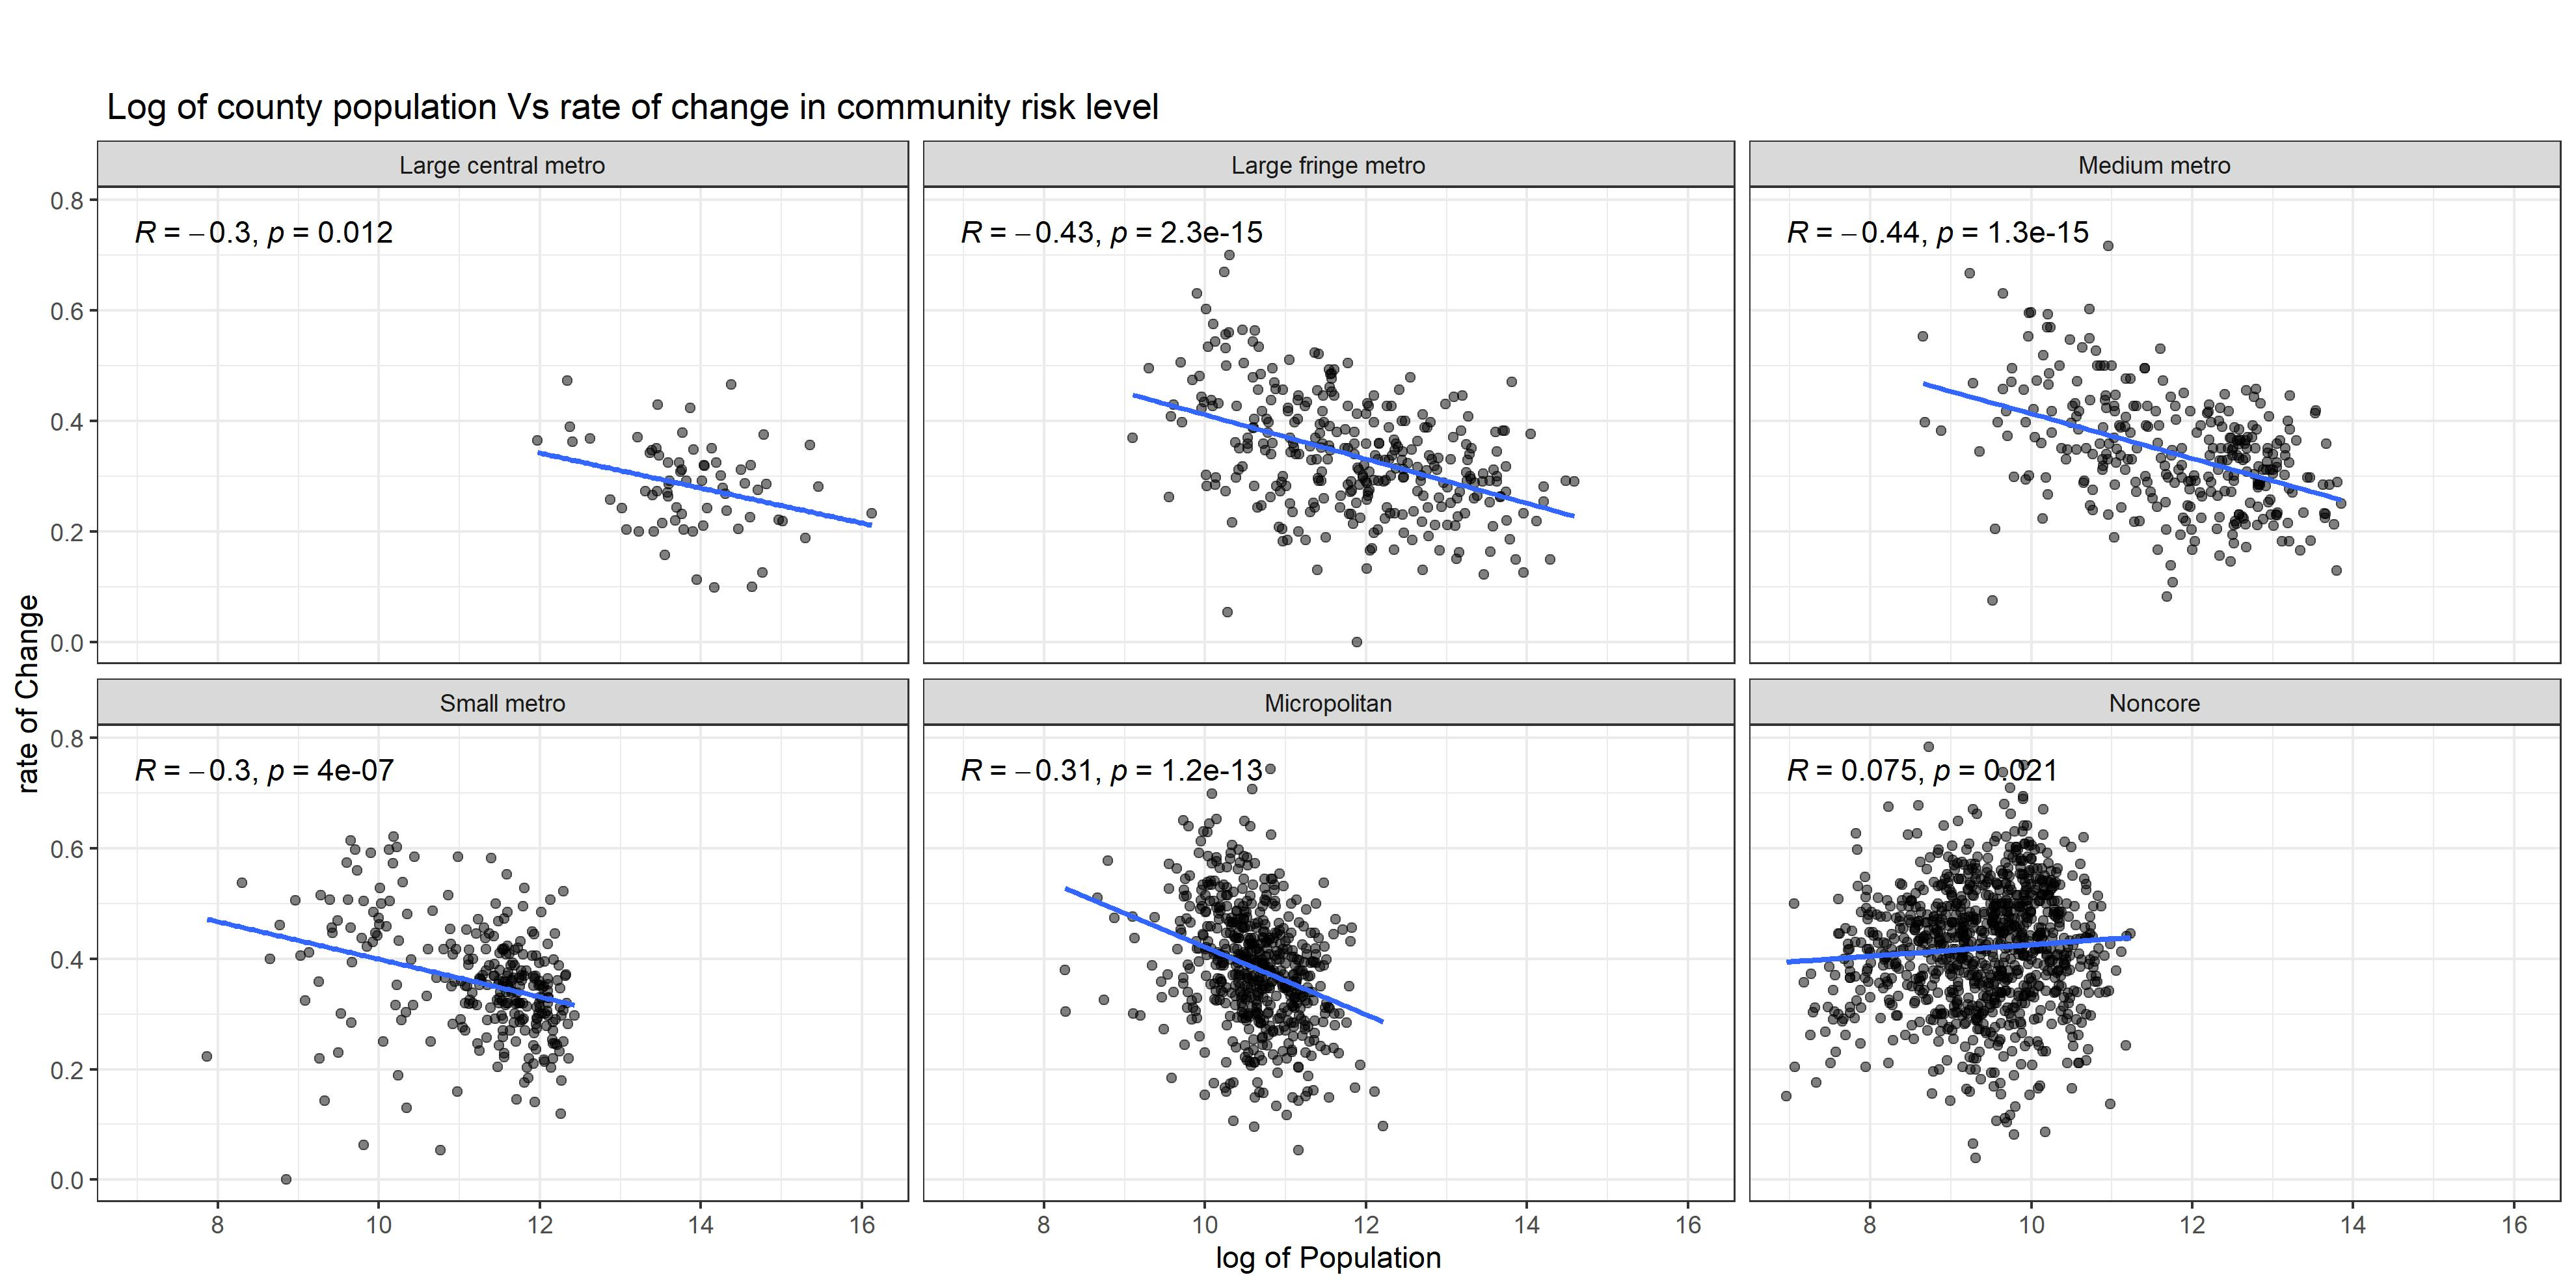 Log of county population Vs rate of change in community risk level
Large central metro
Large fringe metro
Medium metro
R = −0.3, p = 0.012
R = −0.43, p = 2.3e-15
R = −0.44, p = 1.3e-15
0.8
0.6
0.4
0.2
0.0
Small metro
Micropolitan
Noncore
R = −0.3, p = 4e-07
R = −0.31, p = 1.2e-13
R = 0.075, p = 0.021
0.8
0.6
0.4
0.2
0.0
rate of Change
8 10 12 14 16
8 10 12 14 16
8 10 12 14 16
log of Population